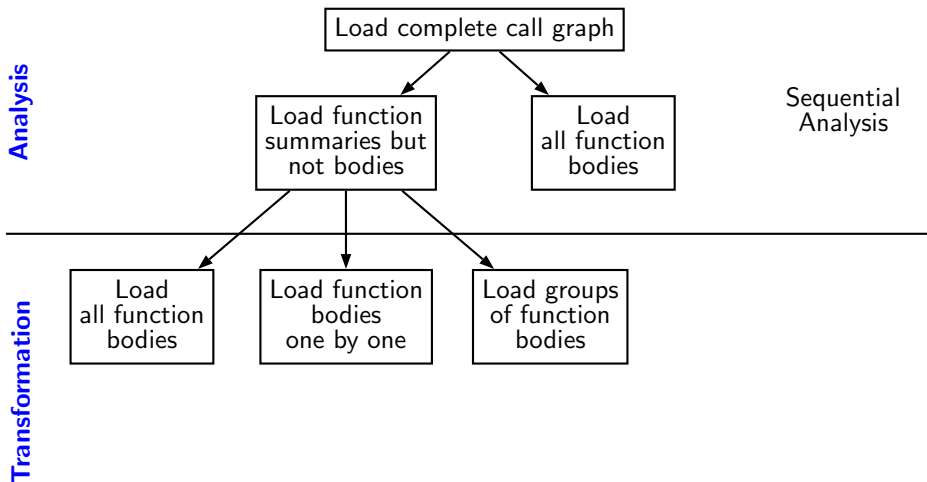 Load complete call graph
Analysis
Load function
summaries but
not bodies
Load
all function
bodies
Sequential
Analysis
Transformation
Load
all function
bodies
Load function
bodies
one by one
Load groups
of function
bodies